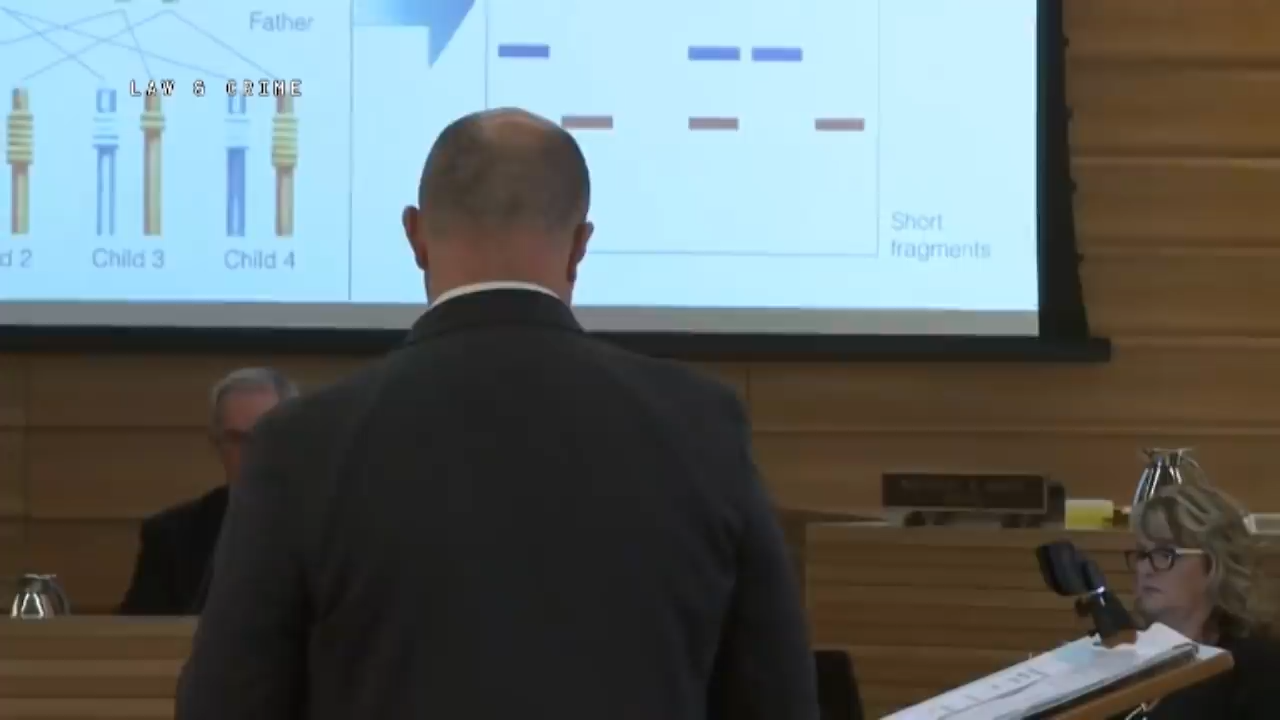 Father
LAW & CRIME
d 2
Child 3
Child 4
Short
fragments